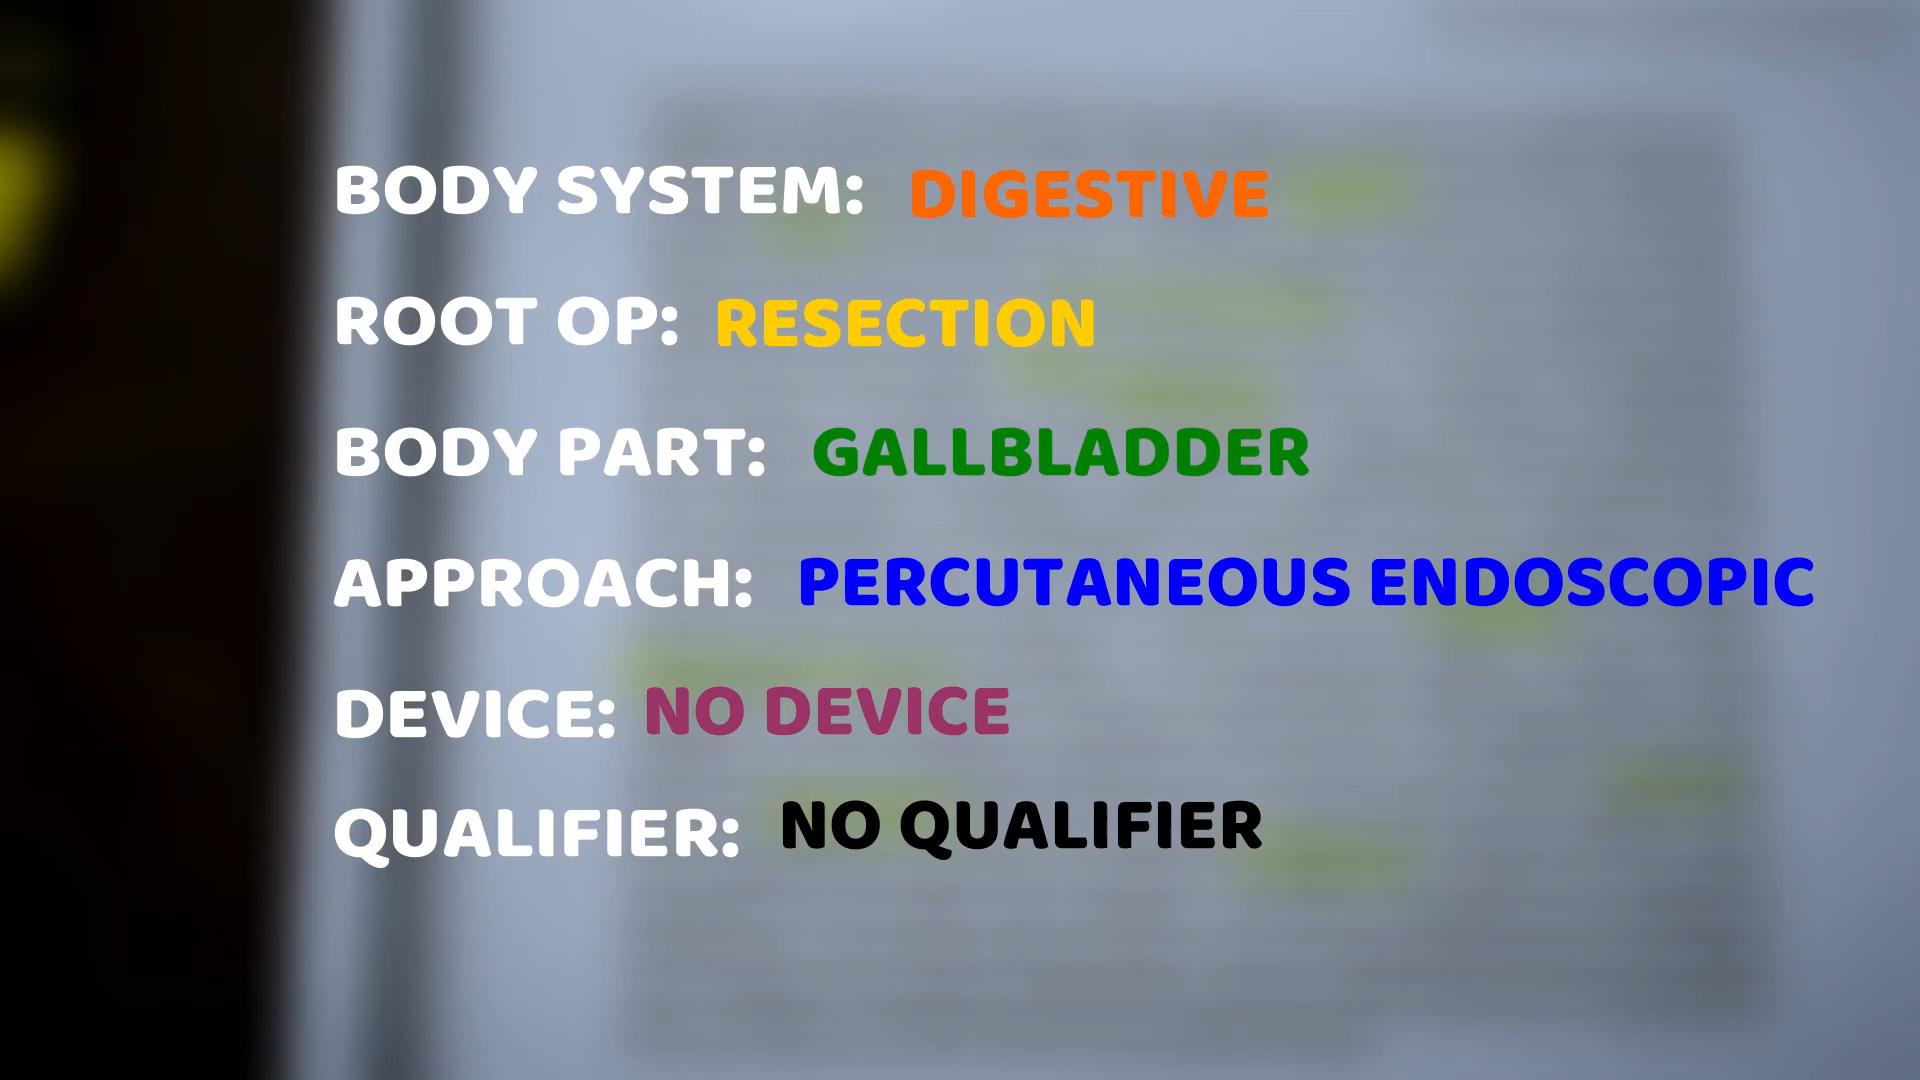 BODY SYSTEM: DIGESTIVE
ROOT OP: RESECTION
BODY PART: GALLBLADDER
APPROACH: PERCUTANEOUS ENDOSCOPIC
DEVICE: NO DEVICE
QUALIFIER: NO QUALIFIER